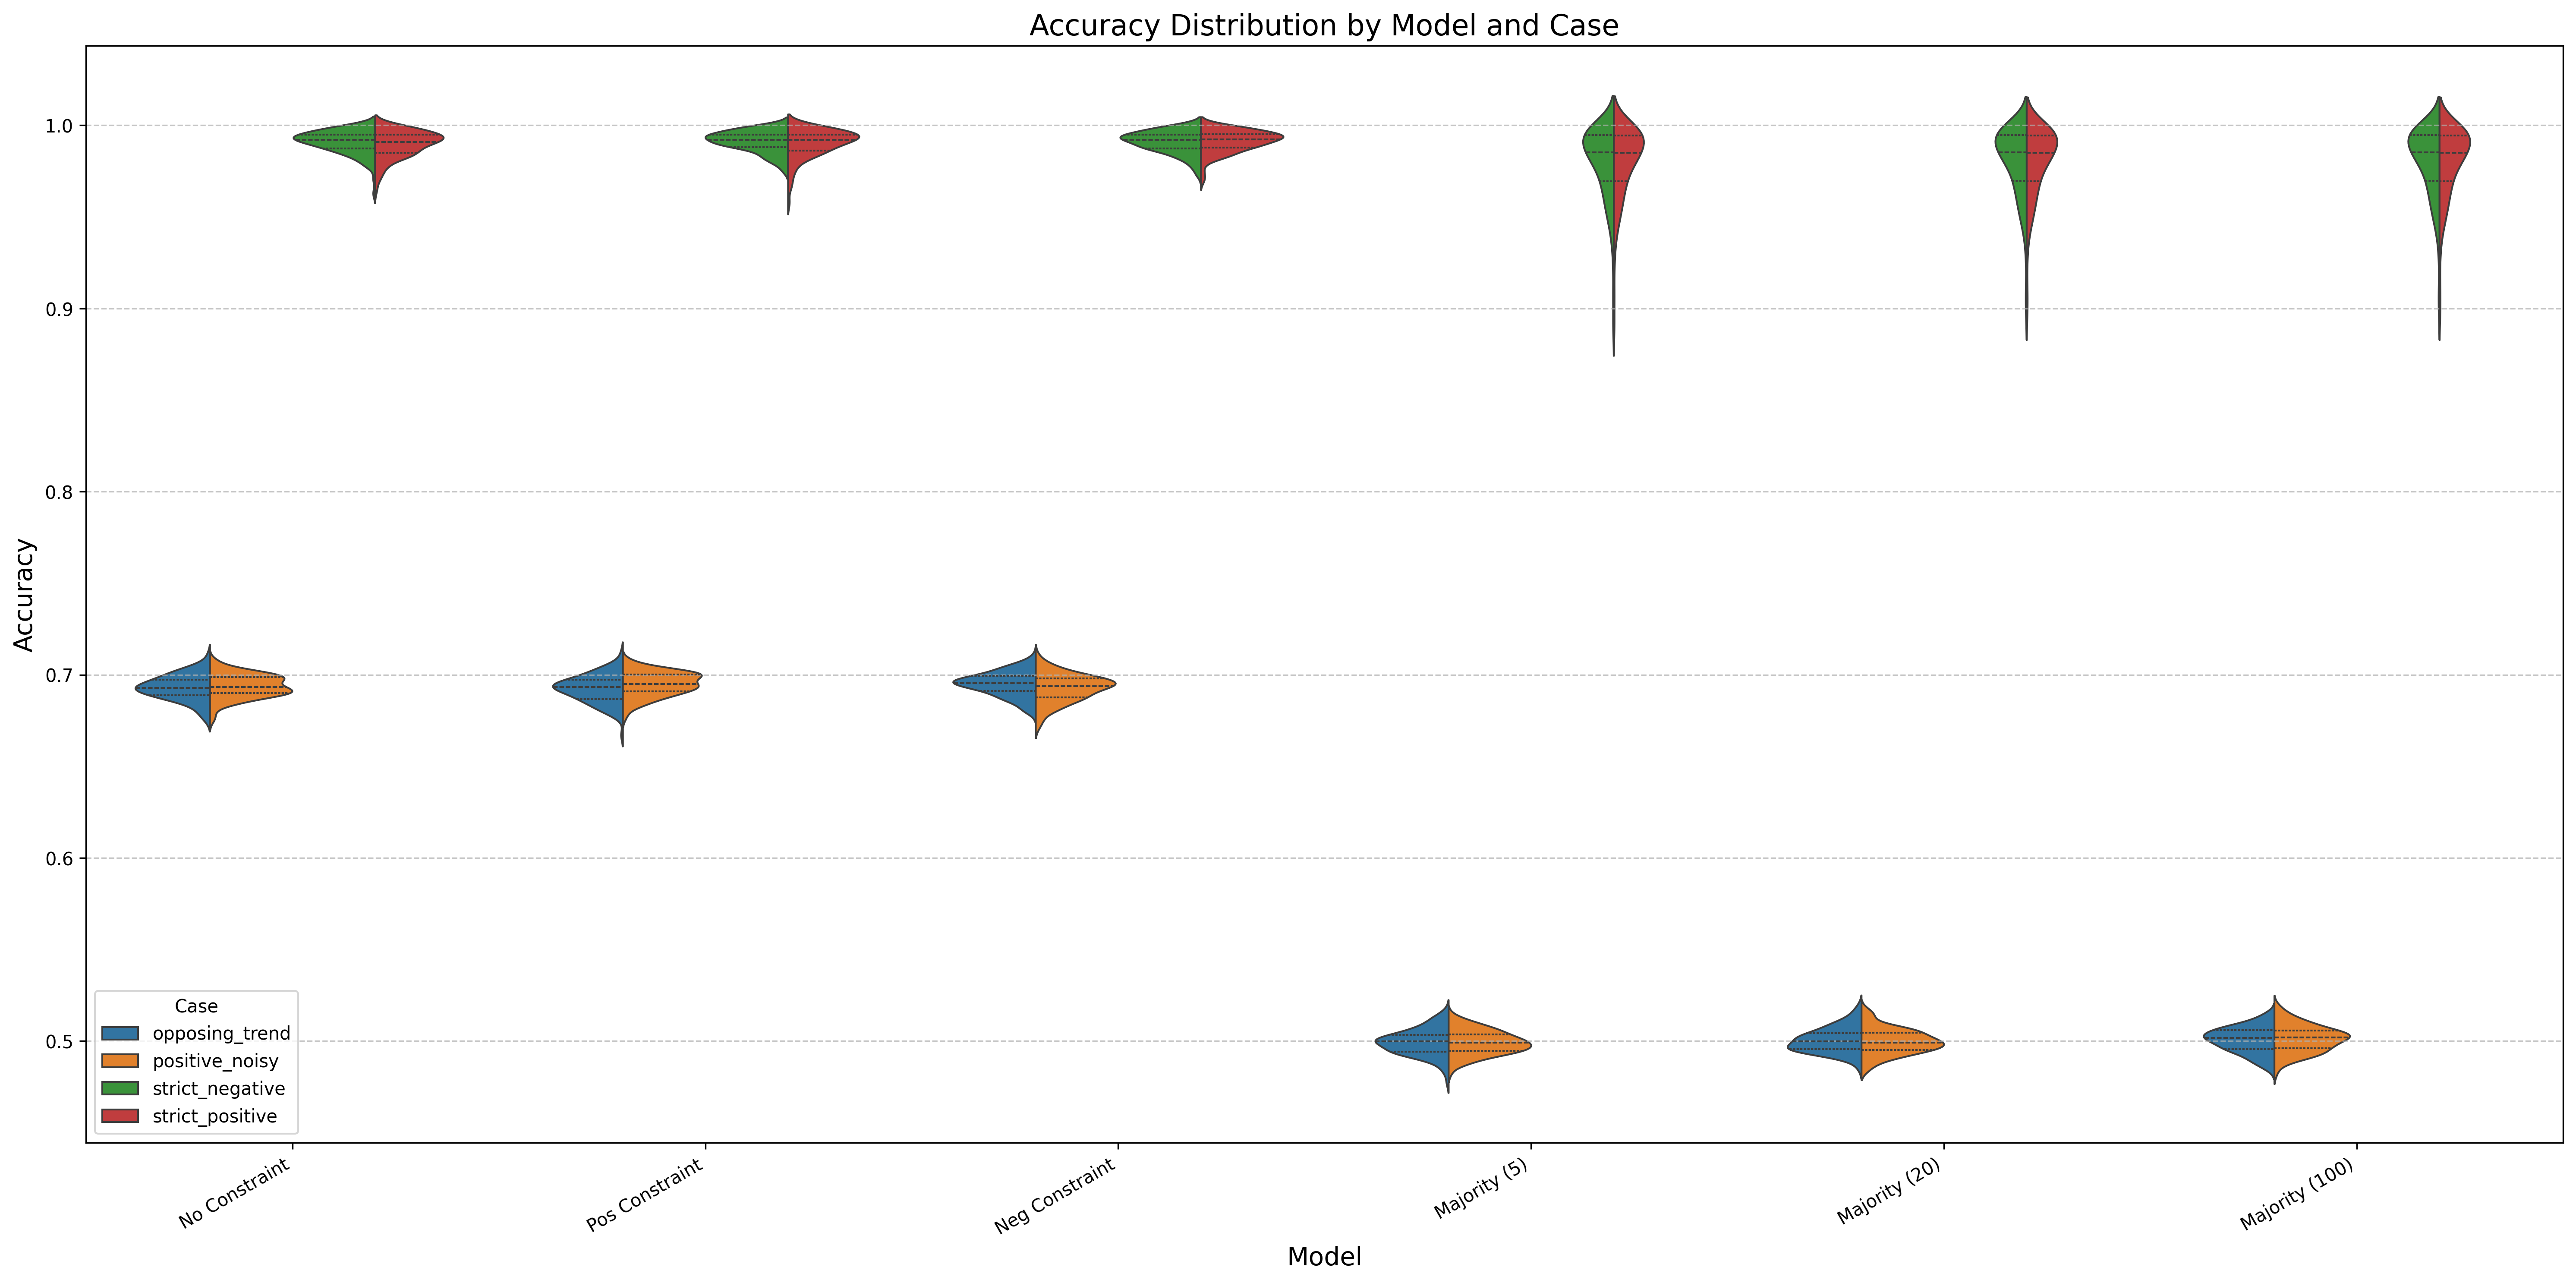 Accuracy Distribution by Model and Case
Accuracy
1.0
0.9
0.8
0.7
0.6
0.5
Case
opposing_trend
positive_noisy
strict_negative
strict_positive
No Constraint
Pos Constraint
Neg Constraint
Majority (5)
Majority (20)
Majority (100)
Model